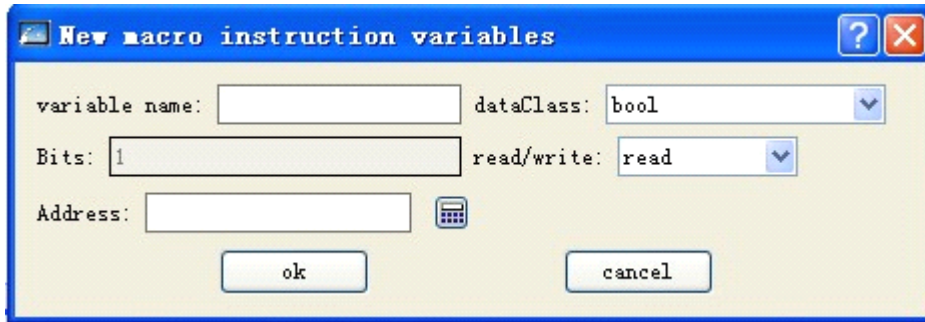 New macro instruction variables
variable name: dataClass: bool
Bits: 1 read/write: read
Address:
ok cancel